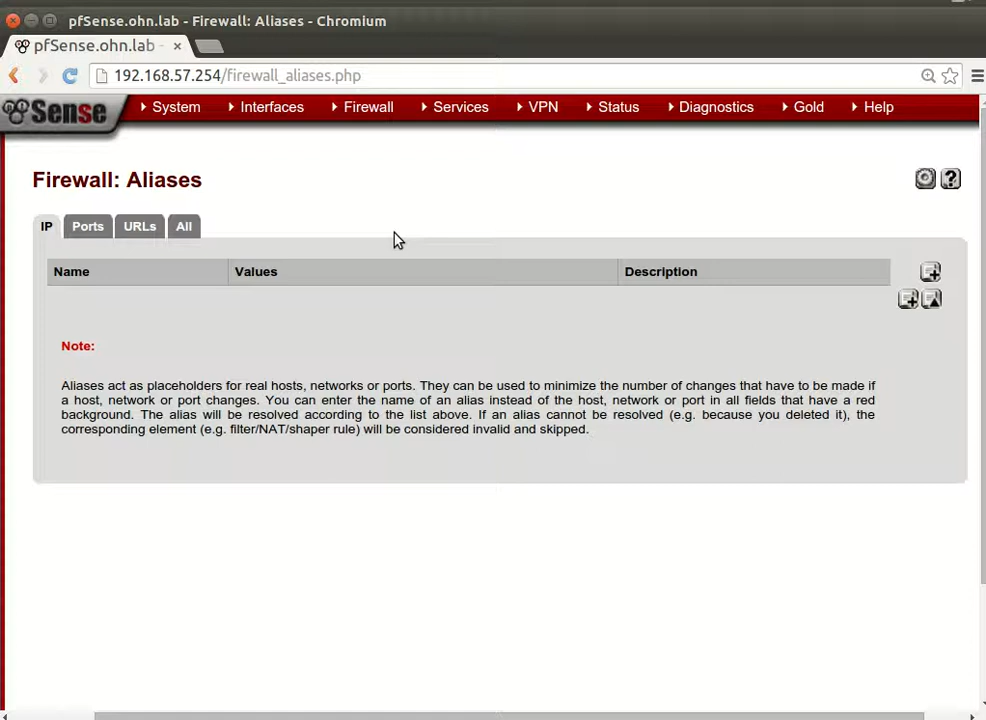 pfSense.ohn.lab - Firewall: Aliases - Chromium
pfSense.ohn.lab -
192.168.57.254/firewall_aliases.php
Sense System Interfaces Firewall Services VPN Status Diagnostics Gold Help
Firewall: Aliases
IP Ports URLs All
Name Values Description
Note:
Aliases act as placeholders for real hosts, networks or ports. They can be used to minimize the number of changes that have to be made if
a host, network or port changes. You can enter the name of an alias instead of the host, network or port in all fields that have a red
background. The alias will be resolved according to the list above. If an alias cannot be resolved (e.g. because you deleted it), the
corresponding element (e.g. filter/NAT/shaper rule) will be considered invalid and skipped.